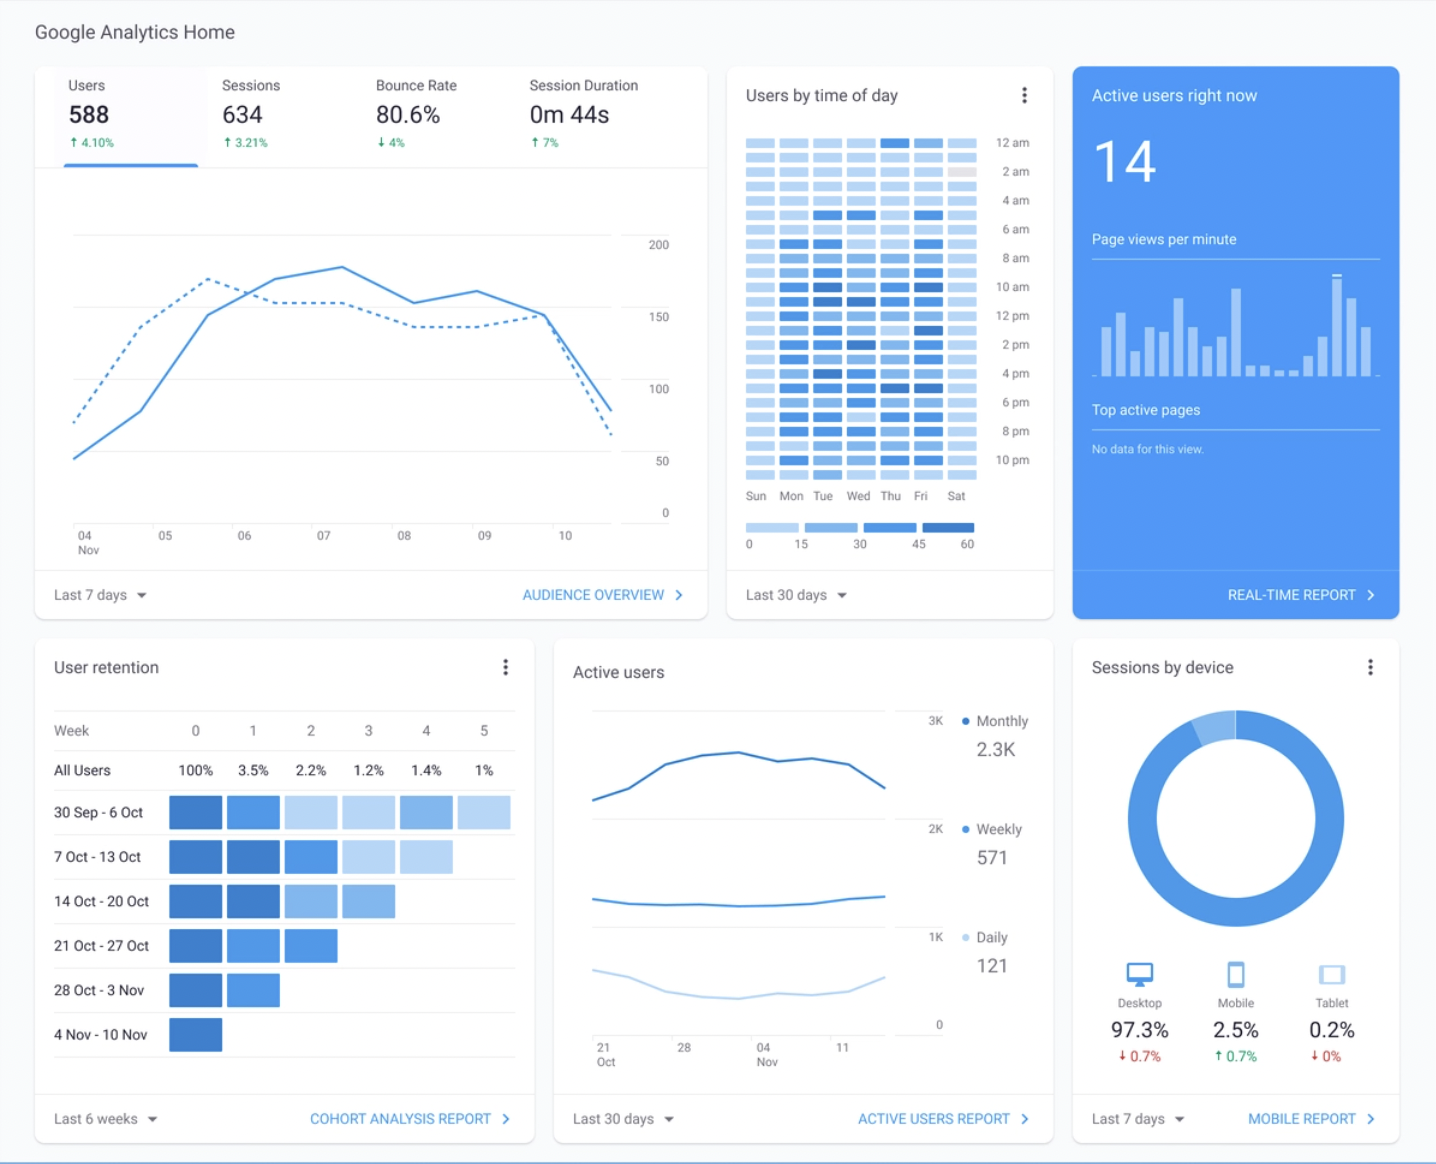 Google Analytics Home
Users Sessions Bounce Rate Session Duration
588 634 80.6% 0m 44s
↑ 4.10% ↑ 3.21% ↓ 4% ↑ 7%
200
150
100
50
0
04 05 06 07 08 09 10
Nov
Last 7 days AUDIENCE OVERVIEW
Users by time of day
12 am
2 am
4 am
6 am
8 am
10 am
12 pm
2 pm
4 pm
6 pm
8 pm
10 pm
Sun Mon Tue Wed Thu Fri Sat
0 15 30 45 60
Last 30 days
Active users right now
14
Page views per minute
Top active pages
No data for this view.
REAL-TIME REPORT
User retention
Week 0 1 2 3 4 5
All Users 100% 3.5% 2.2% 1.2% 1.4% 1%
30 Sep - 6 Oct
7 Oct - 13 Oct
14 Oct - 20 Oct
21 Oct - 27 Oct
28 Oct - 3 Nov
4 Nov - 10 Nov
Last 6 weeks COHORT ANALYSIS REPORT
Active users
3K Monthly
2.3K
2K Weekly
571
1K Daily
121
0
21 28 04 11
Oct Nov
Last 30 days ACTIVE USERS REPORT
Sessions by device
Desktop Mobile Tablet
97.3% 2.5% 0.2%
↓ 0.7% ↑ 0.7% ↓ 0%
Last 7 days MOBILE REPORT